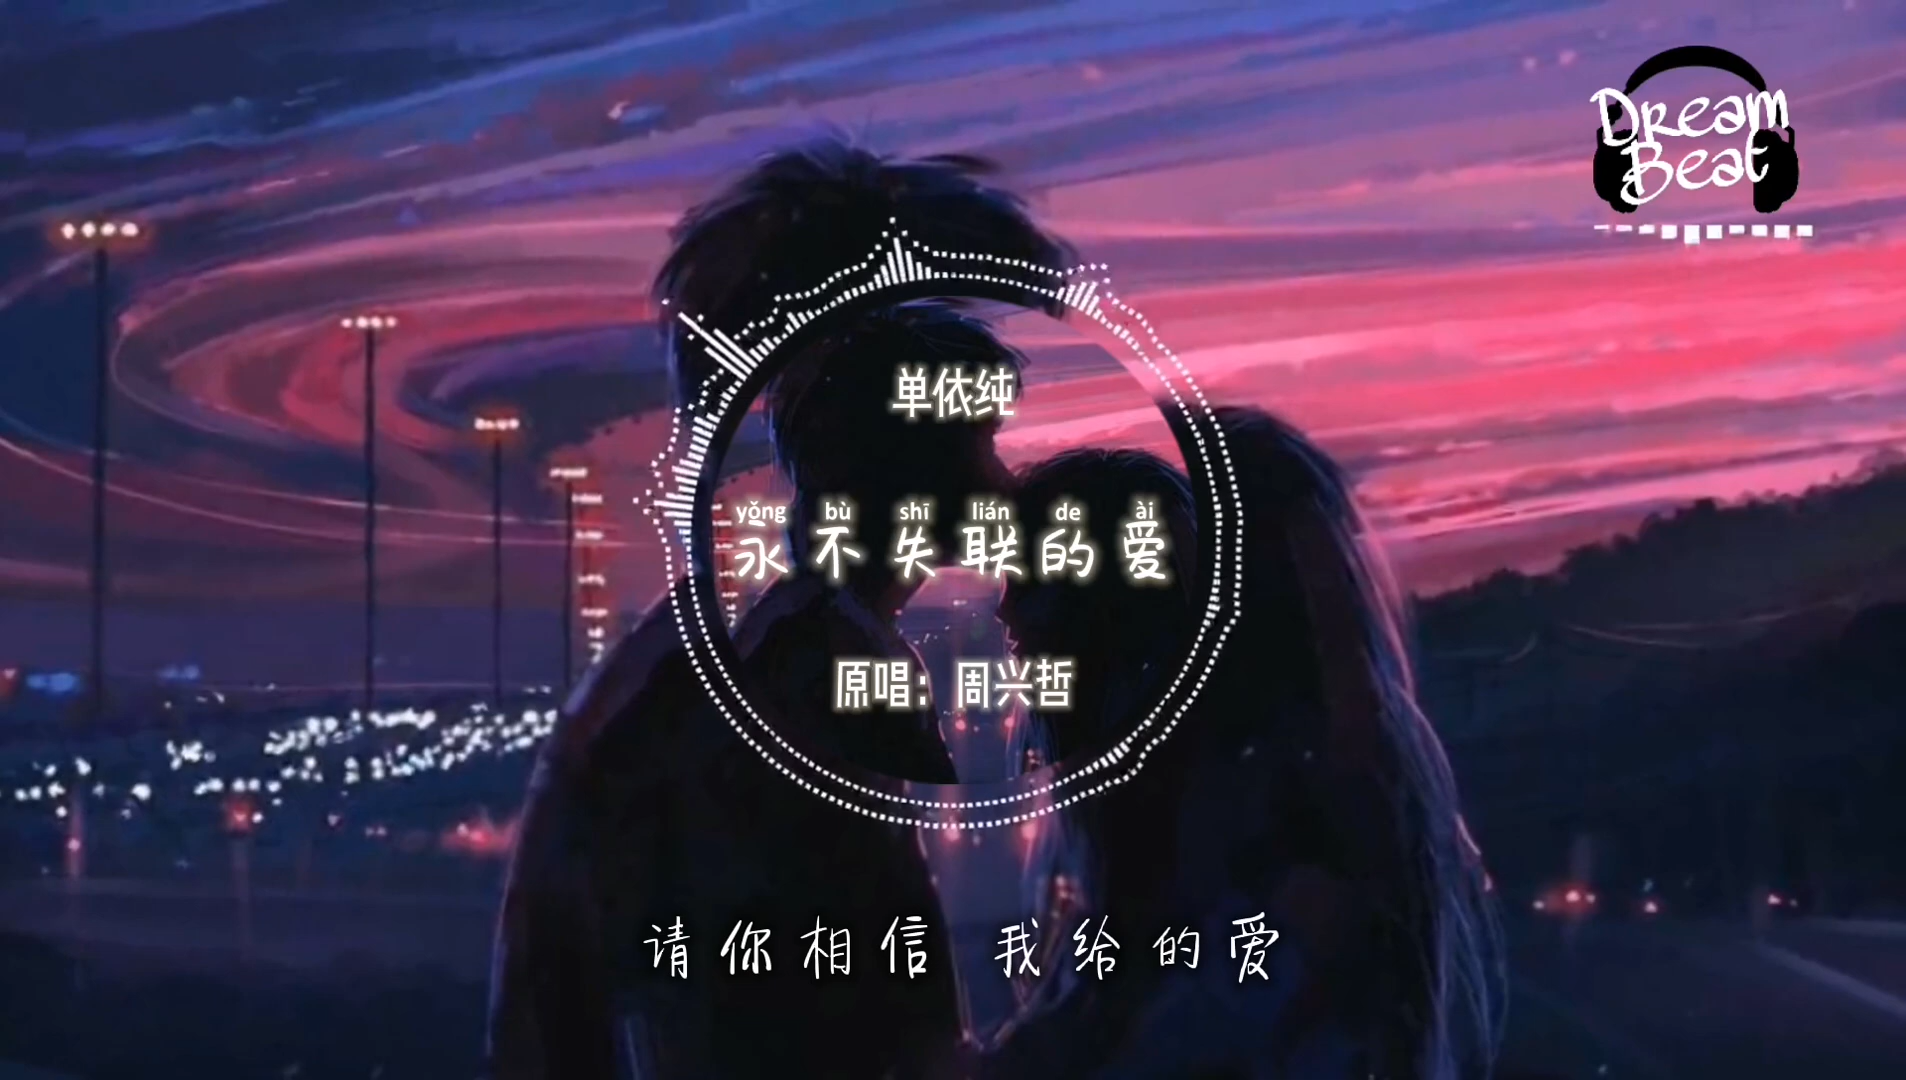 Dream
Beat
单依纯
yǒng bù shī lián de ài
永不失联的爱
原唱：周兴哲
请你相信 我给的爱